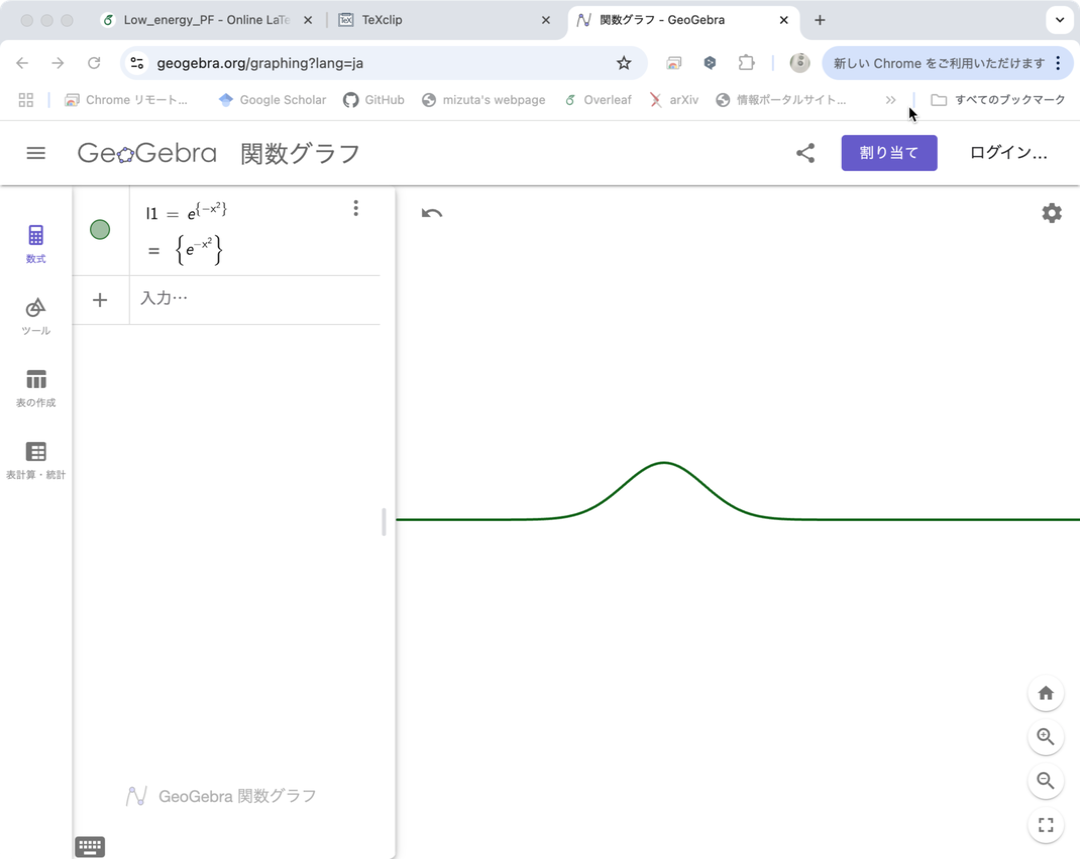 Low_energy_PF - Online LaTe
TeXclip
関数グラフ - GeoGebra
geogebra.org/graphing?lang=ja
新しい Chrome をご利用いただけます
Chrome リモート...
Google Scholar
GitHub
mizuta's webpage
Overleaf
arXiv
情報ポータルサイト...
すべてのブックマーク
GeoGebra 関数グラフ
割り当て
ログイン...
l1 = e^{{-x^2}}
= {e^{-x^2}}
数式
入力…
ツール
表の作成
表計算・統計
GeoGebra 関数グラフ